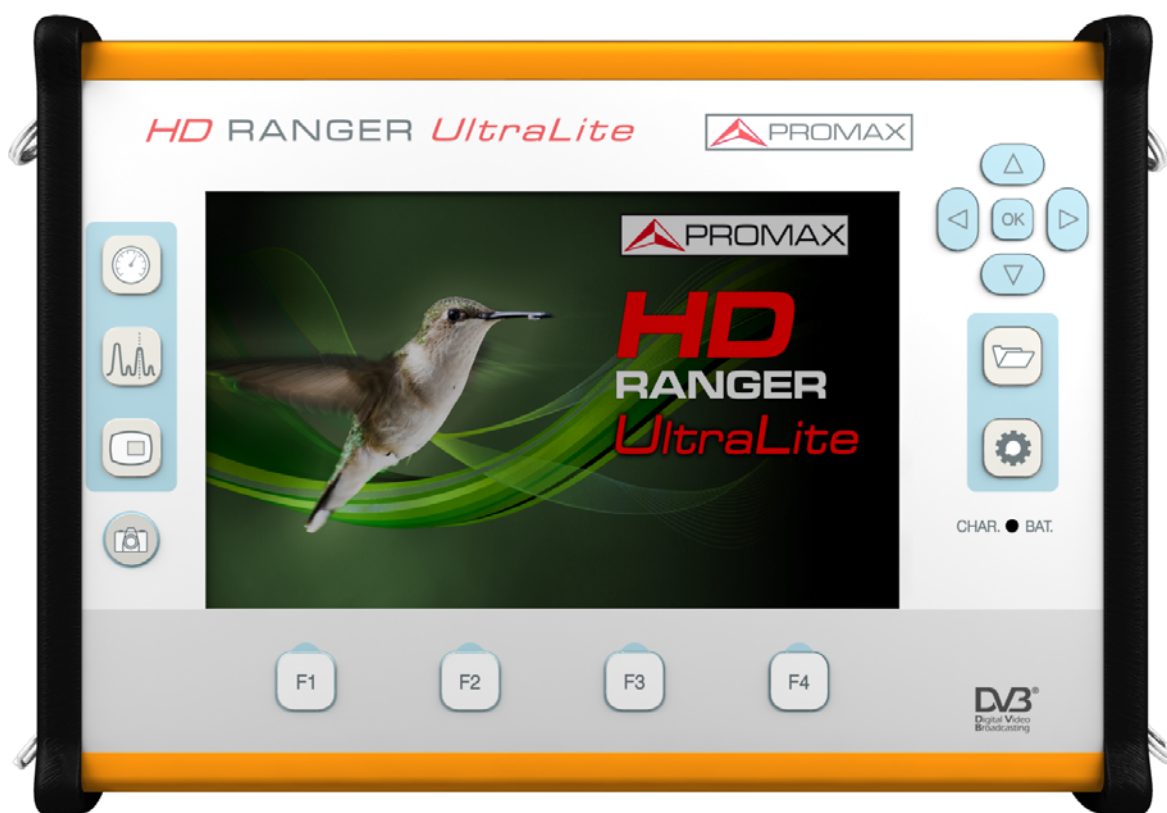 HD RANGER UltraLite
PROMAX
PROMAX
HD
RANGER
UltraLite
OK
CHAR. BAT.
F1
F2
F3
F4
DVB®
Digital Video
Broadcasting